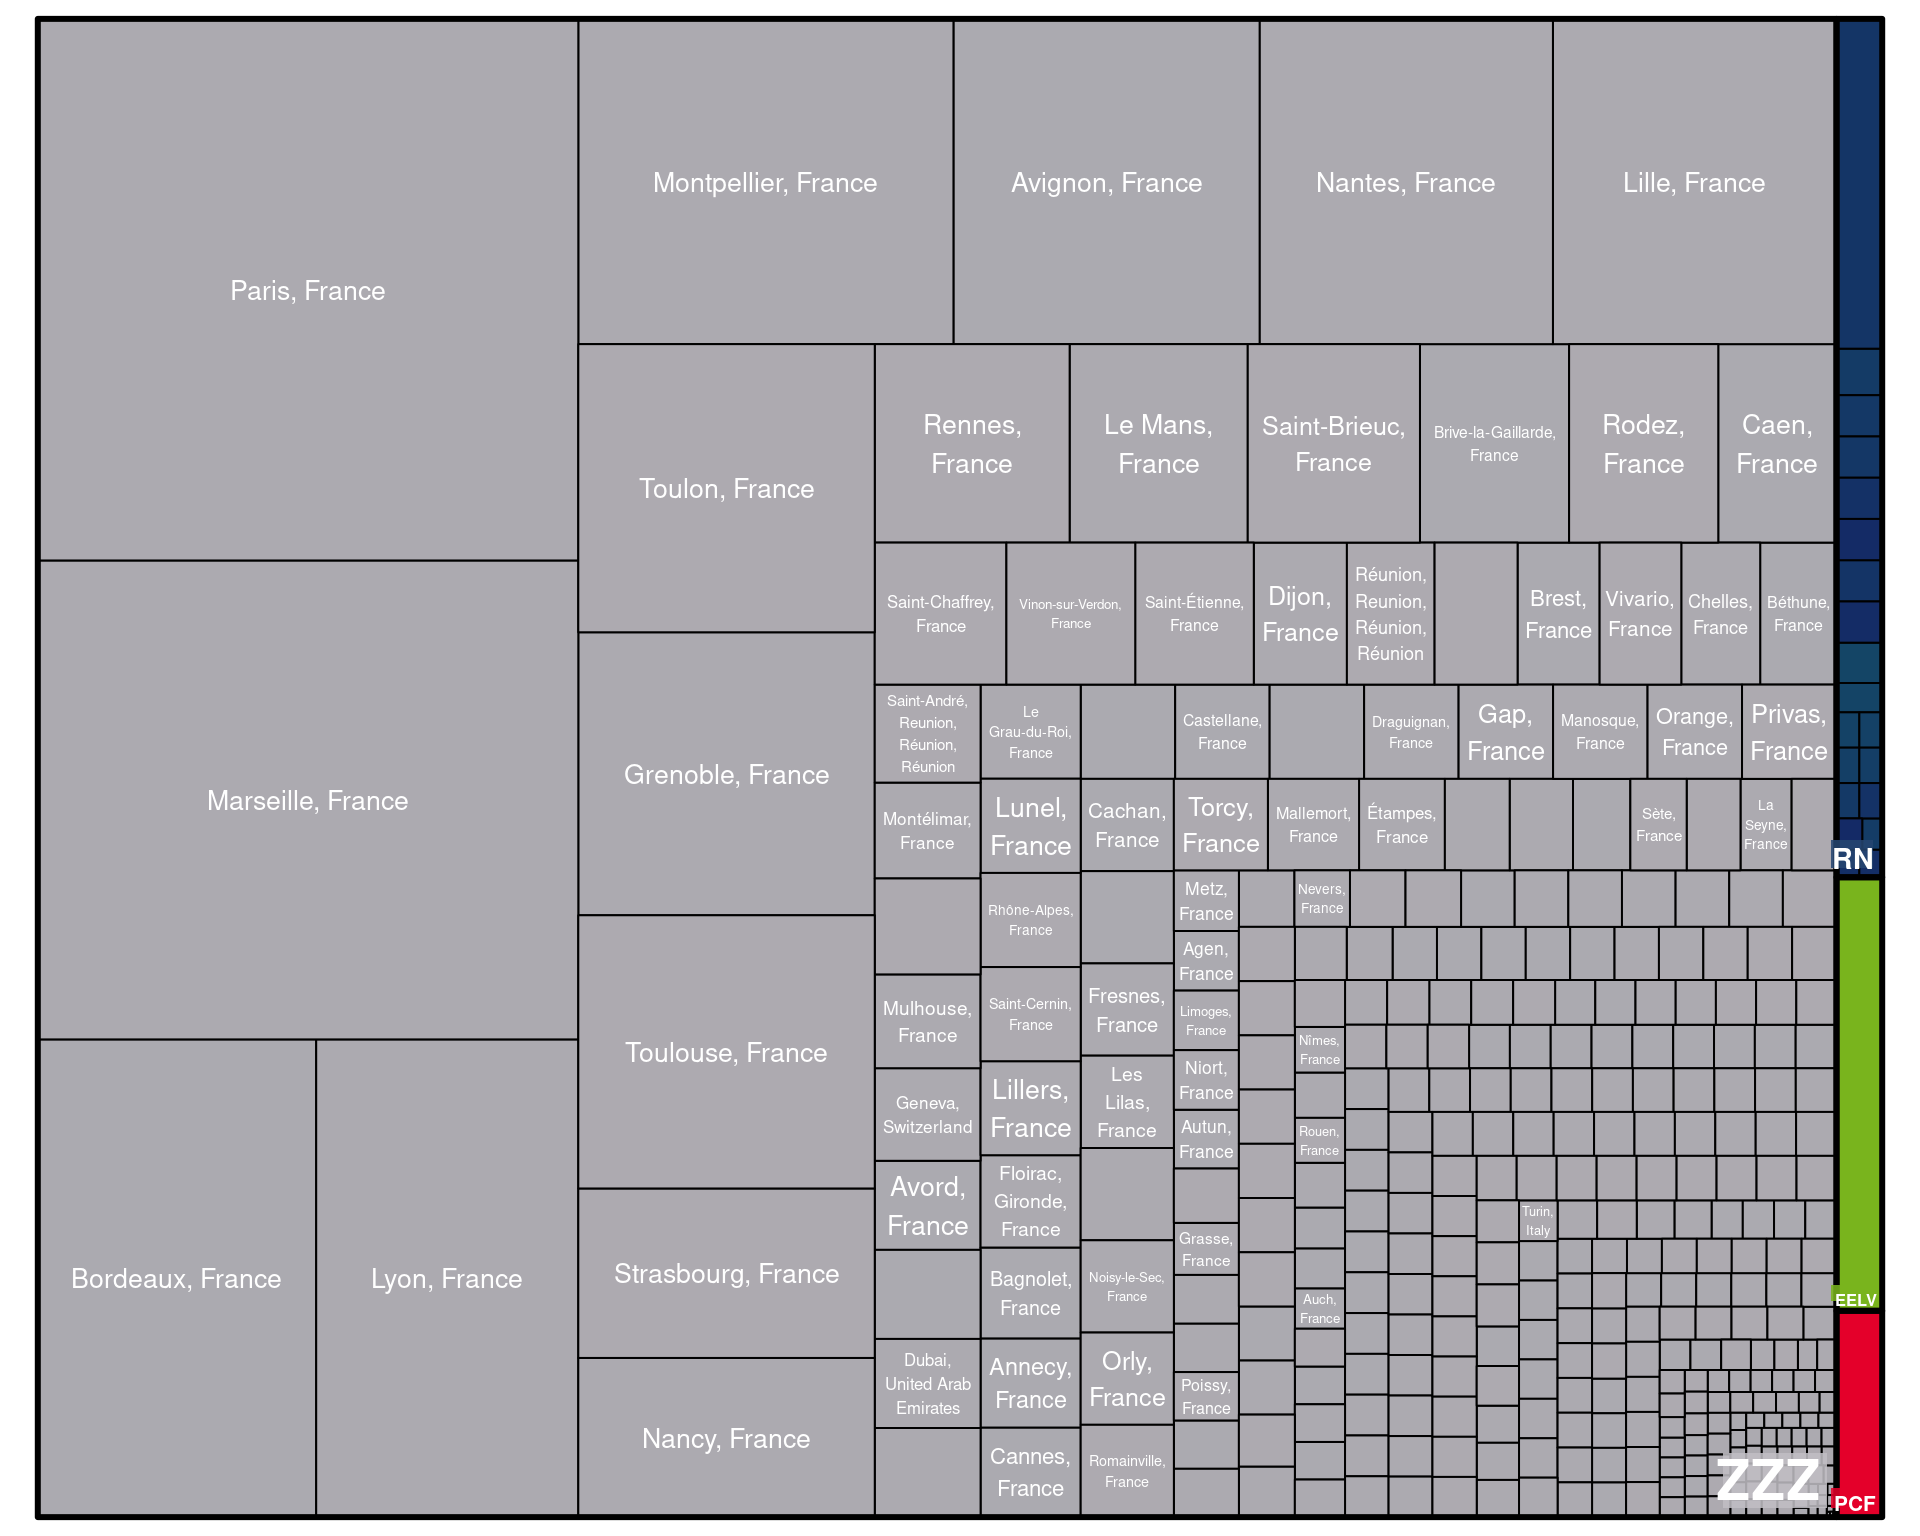 Paris, France
Montpellier, France
Avignon, France
Nantes, France
Lille, France
Marseille, France
Bordeaux, France
Lyon, France
Toulon, France
Grenoble, France
Toulouse, France
Strasbourg, France
Nancy, France
Rennes,
France
Le Mans,
France
Saint-Brieuc,
France
Brive-la-Gaillarde,
France
Rodez,
France
Caen,
France
Saint-Chaffrey,
France
Vinon-sur-Verdon,
France
Saint-Étienne,
France
Dijon,
France
Réunion,
Reunion,
Réunion,
Réunion
Brest,
France
Vivario,
France
Chelles,
France
Béthune,
France
Saint-André,
Reunion,
Réunion,
Réunion
Le
Grau-du-Roi,
France
Castellane,
France
Draguignan,
France
Gap,
France
Manosque,
France
Orange,
France
Privas,
France
Montélimar,
France
Lunel,
France
Cachan,
France
Torcy,
France
Mallemort,
France
Étampes,
France
Sète,
France
La
Seyne,
France
Rhône-Alpes,
France
Metz,
France
Nevers,
France
Agen,
France
Mulhouse,
France
Saint-Cernin,
France
Fresnes,
France
Limoges,
France
Nîmes,
France
Geneva,
Switzerland
Lillers,
France
Les
Lilas,
France
Niort,
France
Autun,
France
Rouen,
France
Avord,
France
Floirac,
Gironde,
France
Grasse,
France
Turin,
Italy
Bagnolet,
France
Noisy-le-Sec,
France
Auch,
France
Dubai,
United Arab
Emirates
Annecy,
France
Orly,
France
Poissy,
France
Cannes,
France
Romainville,
France
ZZZ
RN
EELV
PCF